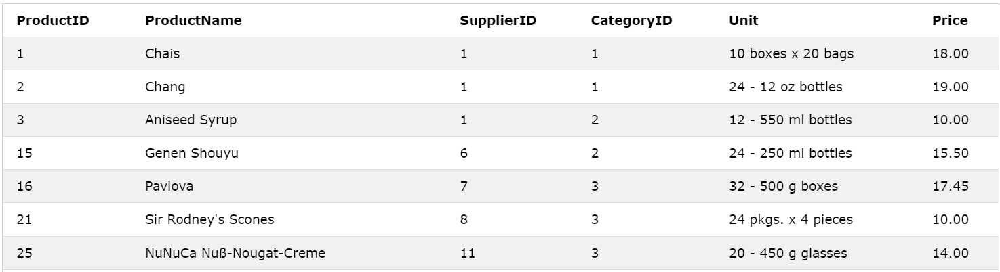 ProductID ProductName SupplierID CategoryID Unit Price
1 Chais 1 1 10 boxes x 20 bags 18.00
2 Chang 1 1 24 - 12 oz bottles 19.00
3 Aniseed Syrup 1 2 12 - 550 ml bottles 10.00
15 Genen Shouyu 6 2 24 - 250 ml bottles 15.50
16 Pavlova 7 3 32 - 500 g boxes 17.45
21 Sir Rodney's Scones 8 3 24 pkgs. x 4 pieces 10.00
25 NuNuCa Nuß-Nougat-Creme 11 3 20 - 450 g glasses 14.00